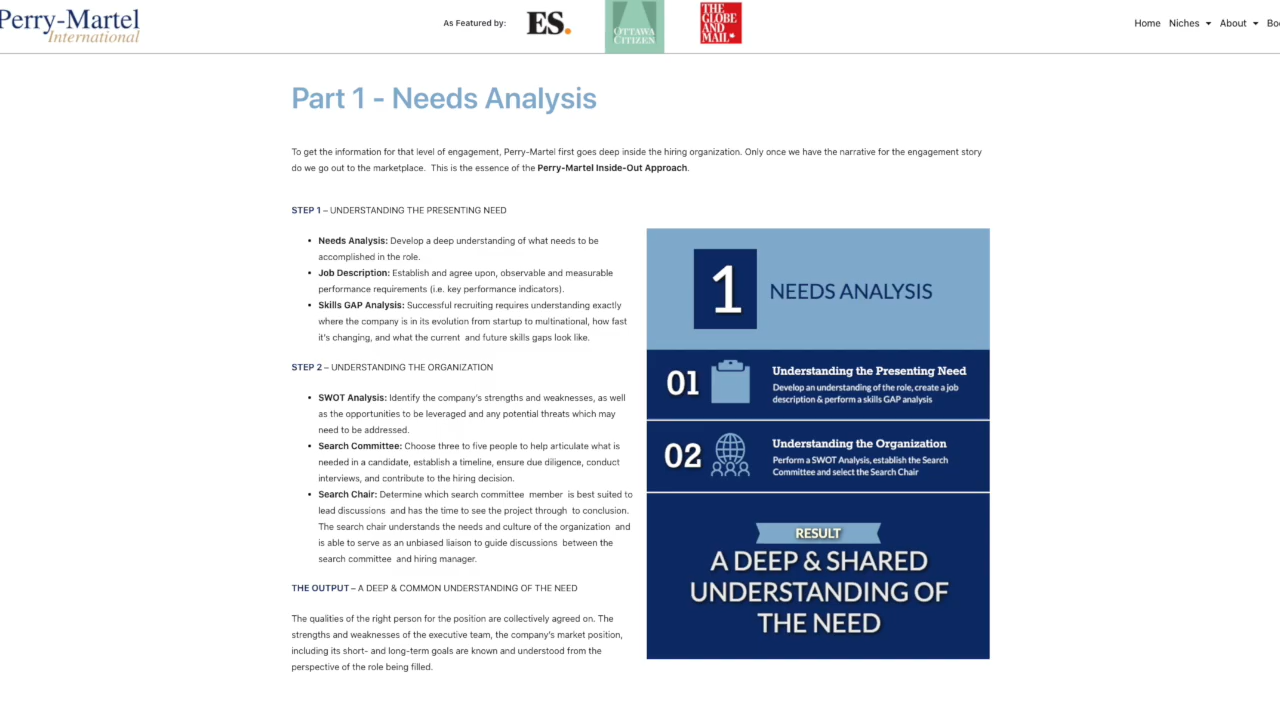 Perry-Martel
International
As Featured by:
ES.
OTTAWA
CITIZEN
THE
GLOBE
AND
MAIL
Home Niches About
Part 1 - Needs Analysis
To get the information for that level of engagement, Perry-Martel first goes deep inside the hiring organization. Only once we have the narrative for the engagement story
do we go out to the marketplace. This is the essence of the Perry-Martel Inside-Out Approach.
STEP 1 – UNDERSTANDING THE PRESENTING NEED
• Needs Analysis: Develop a deep understanding of what needs to be
accomplished in the role.
• Job Description: Establish and agree upon, observable and measurable
performance requirements (i.e. key performance indicators).
• Skills GAP Analysis: Successful recruiting requires understanding exactly
where the company is in its evolution from startup to multinational, how fast
it's changing, and what the current and future skills gaps look like.
STEP 2 – UNDERSTANDING THE ORGANIZATION
• SWOT Analysis: Identify the company's strengths and weaknesses, as well
as the opportunities to be leveraged and any potential threats which may
need to be addressed.
• Search Committee: Choose three to five people to help articulate what is
needed in a candidate, establish a timeline, ensure due diligence, conduct
interviews, and contribute to the hiring decision.
• Search Chair: Determine which search committee member is best suited to
lead discussions and has the time to see the project through to conclusion.
The search chair understands the needs and culture of the organization and
is able to serve as an unbiased liaison to guide discussions between the
search committee and hiring manager.
THE OUTPUT – A DEEP & COMMON UNDERSTANDING OF THE NEED
The qualities of the right person for the position are collectively agreed on. The
strengths and weaknesses of the executive team, the company's market position,
including its short- and long-term goals are known and understood from the
perspective of the role being filled.
1 NEEDS ANALYSIS
01
Understanding the Presenting Need
Develop an understanding of the role, create a job
description & perform a skills GAP analysis
02
Understanding the Organization
Perform a SWOT Analysis, establish the Search
Committee and select the Search Chair
RESULT
A DEEP & SHARED
UNDERSTANDING OF
THE NEED